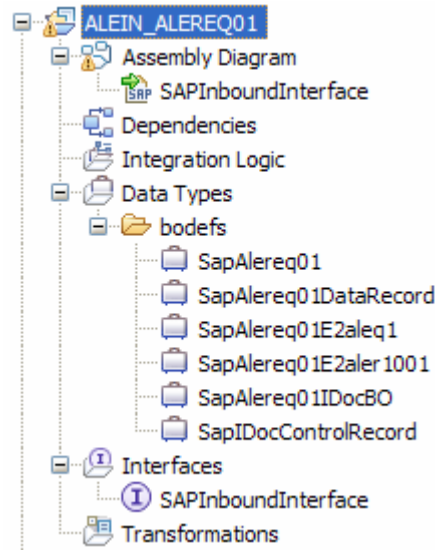 ALEIN_ALEREQ01
Assembly Diagram
SAP SAPInboundInterface
Dependencies
Integration Logic
Data Types
bodefs
SapAlereq01
SapAlereq01DataRecord
SapAlereq01E2aleq1
SapAlereq01E2aler1001
SapAlereq01IDocBO
SapIDocControlRecord
I Interfaces
I SAPInboundInterface
Transformations